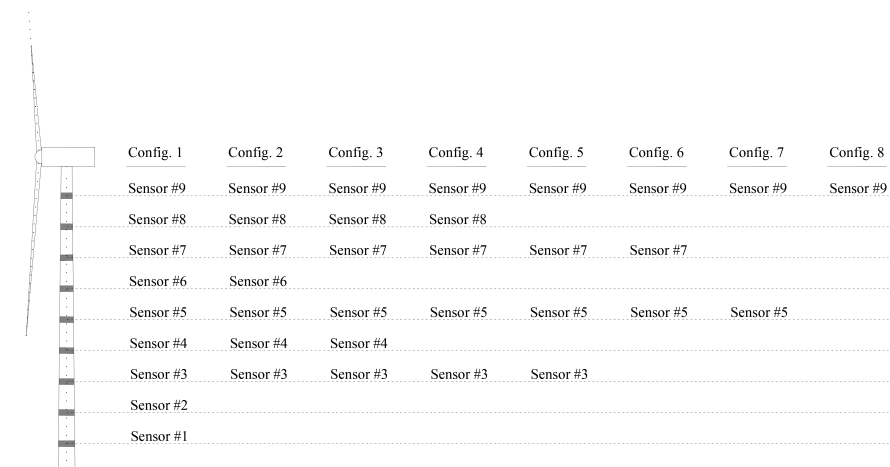 Config. 1 Config. 2 Config. 3 Config. 4 Config. 5 Config. 6 Config. 7 Config. 8
Sensor #9 Sensor #9 Sensor #9 Sensor #9 Sensor #9 Sensor #9 Sensor #9 Sensor #9
Sensor #8 Sensor #8 Sensor #8 Sensor #8
Sensor #7 Sensor #7 Sensor #7 Sensor #7 Sensor #7 Sensor #7
Sensor #6 Sensor #6
Sensor #5 Sensor #5 Sensor #5 Sensor #5 Sensor #5 Sensor #5 Sensor #5
Sensor #4 Sensor #4 Sensor #4
Sensor #3 Sensor #3 Sensor #3 Sensor #3 Sensor #3
Sensor #2
Sensor #1